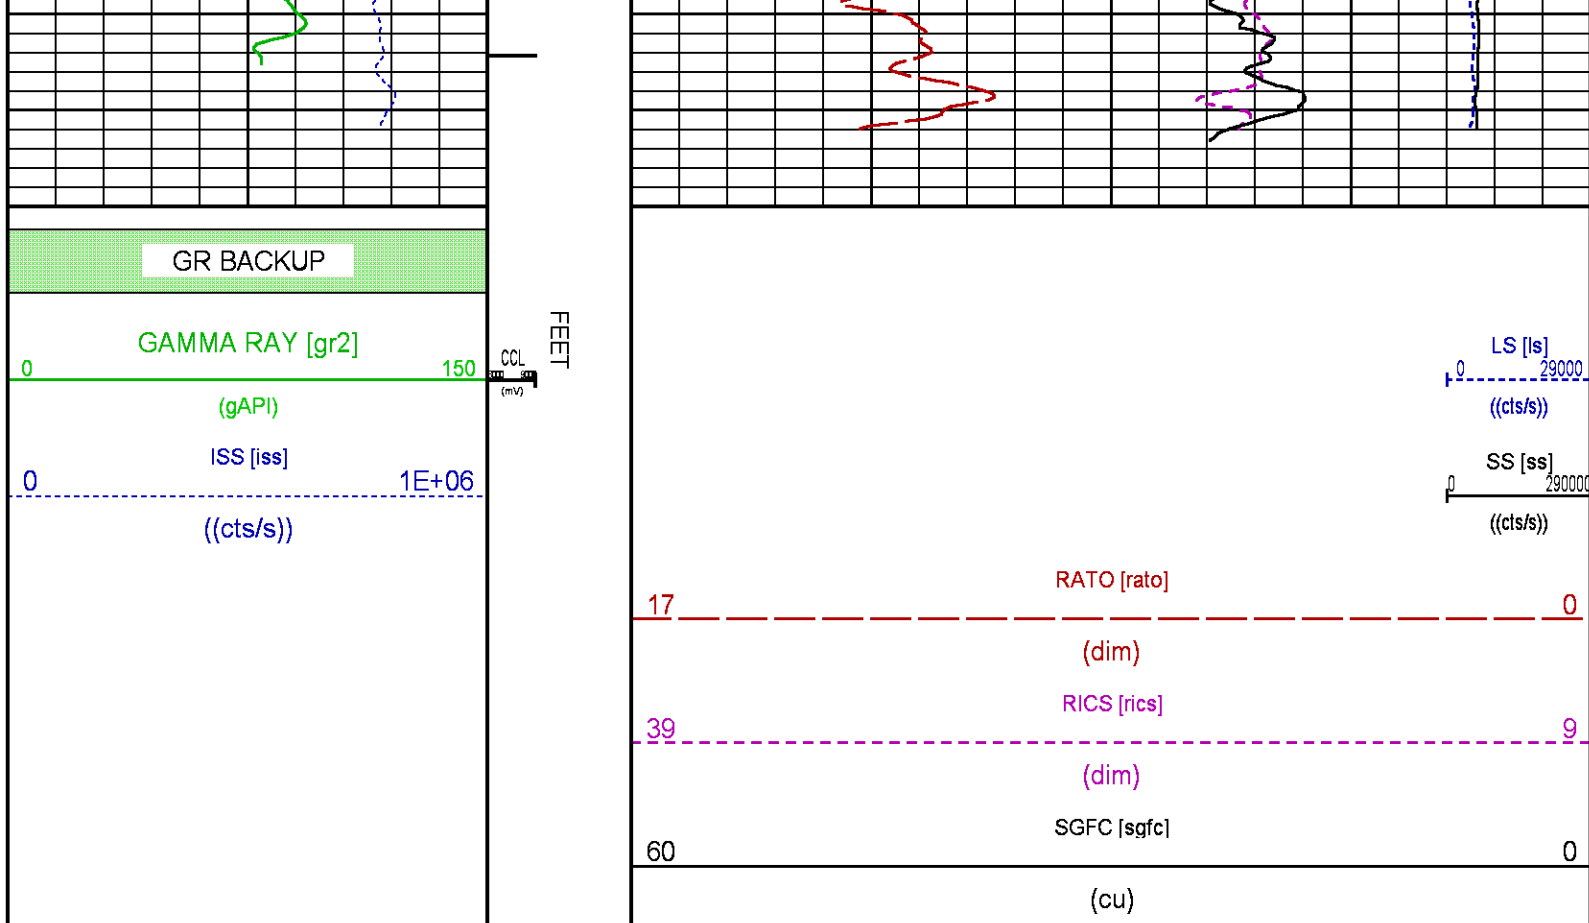 GR BACKUP
GAMMA RAY [gr2]
0 150
(gAPI)
ISS [iss]
0 1E+06
((cts/s))
FEET
CCL
(mV)
LS [ls]
0 29000
((cts/s))
SS [ss]
0 290000
((cts/s))
RATO [rato]
17 0
(dim)
RICS [rics]
39 9
(dim)
SGFC [sgfc]
60 0
(cu)